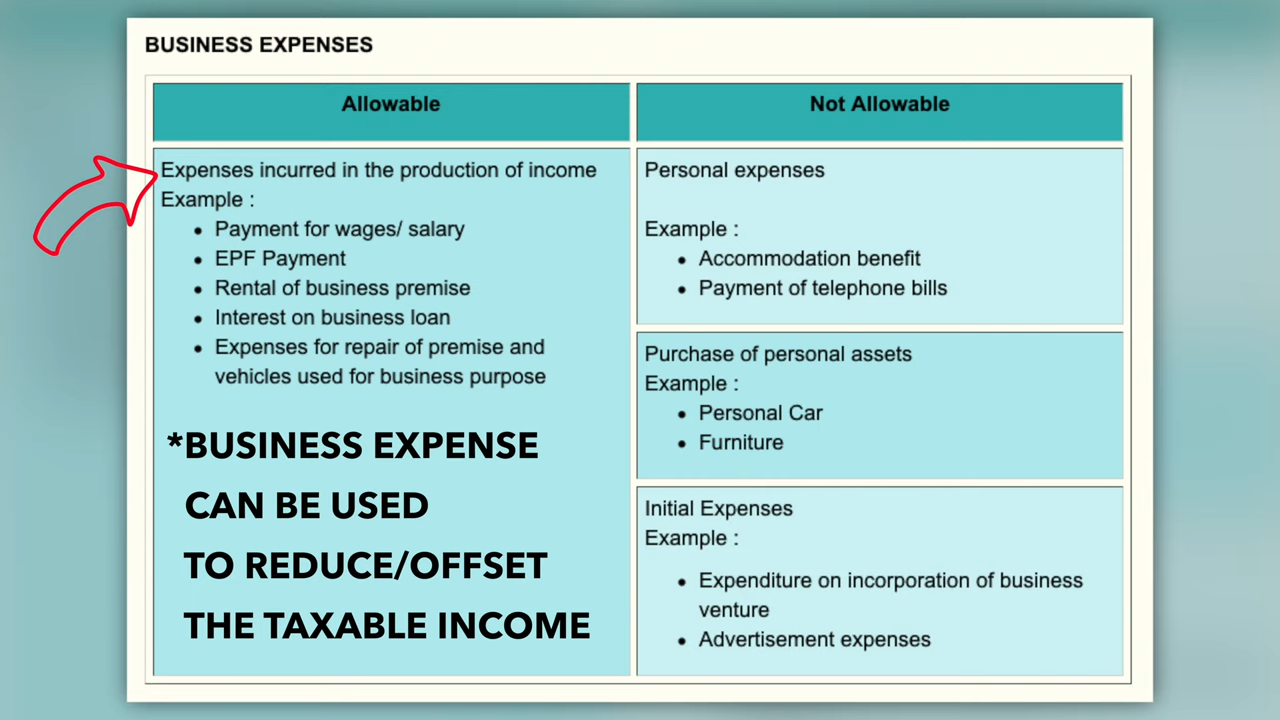 BUSINESS EXPENSES
Allowable
Expenses incurred in the production of income
Example :
• Payment for wages/ salary
• EPF Payment
• Rental of business premise
• Interest on business loan
• Expenses for repair of premise and
vehicles used for business purpose
*BUSINESS EXPENSE
CAN BE USED
TO REDUCE/OFFSET
THE TAXABLE INCOME
Not Allowable
Personal expenses
Example :
• Accommodation benefit
• Payment of telephone bills
Purchase of personal assets
Example :
• Personal Car
• Furniture
Initial Expenses
Example :
• Expenditure on incorporation of business
venture
• Advertisement expenses